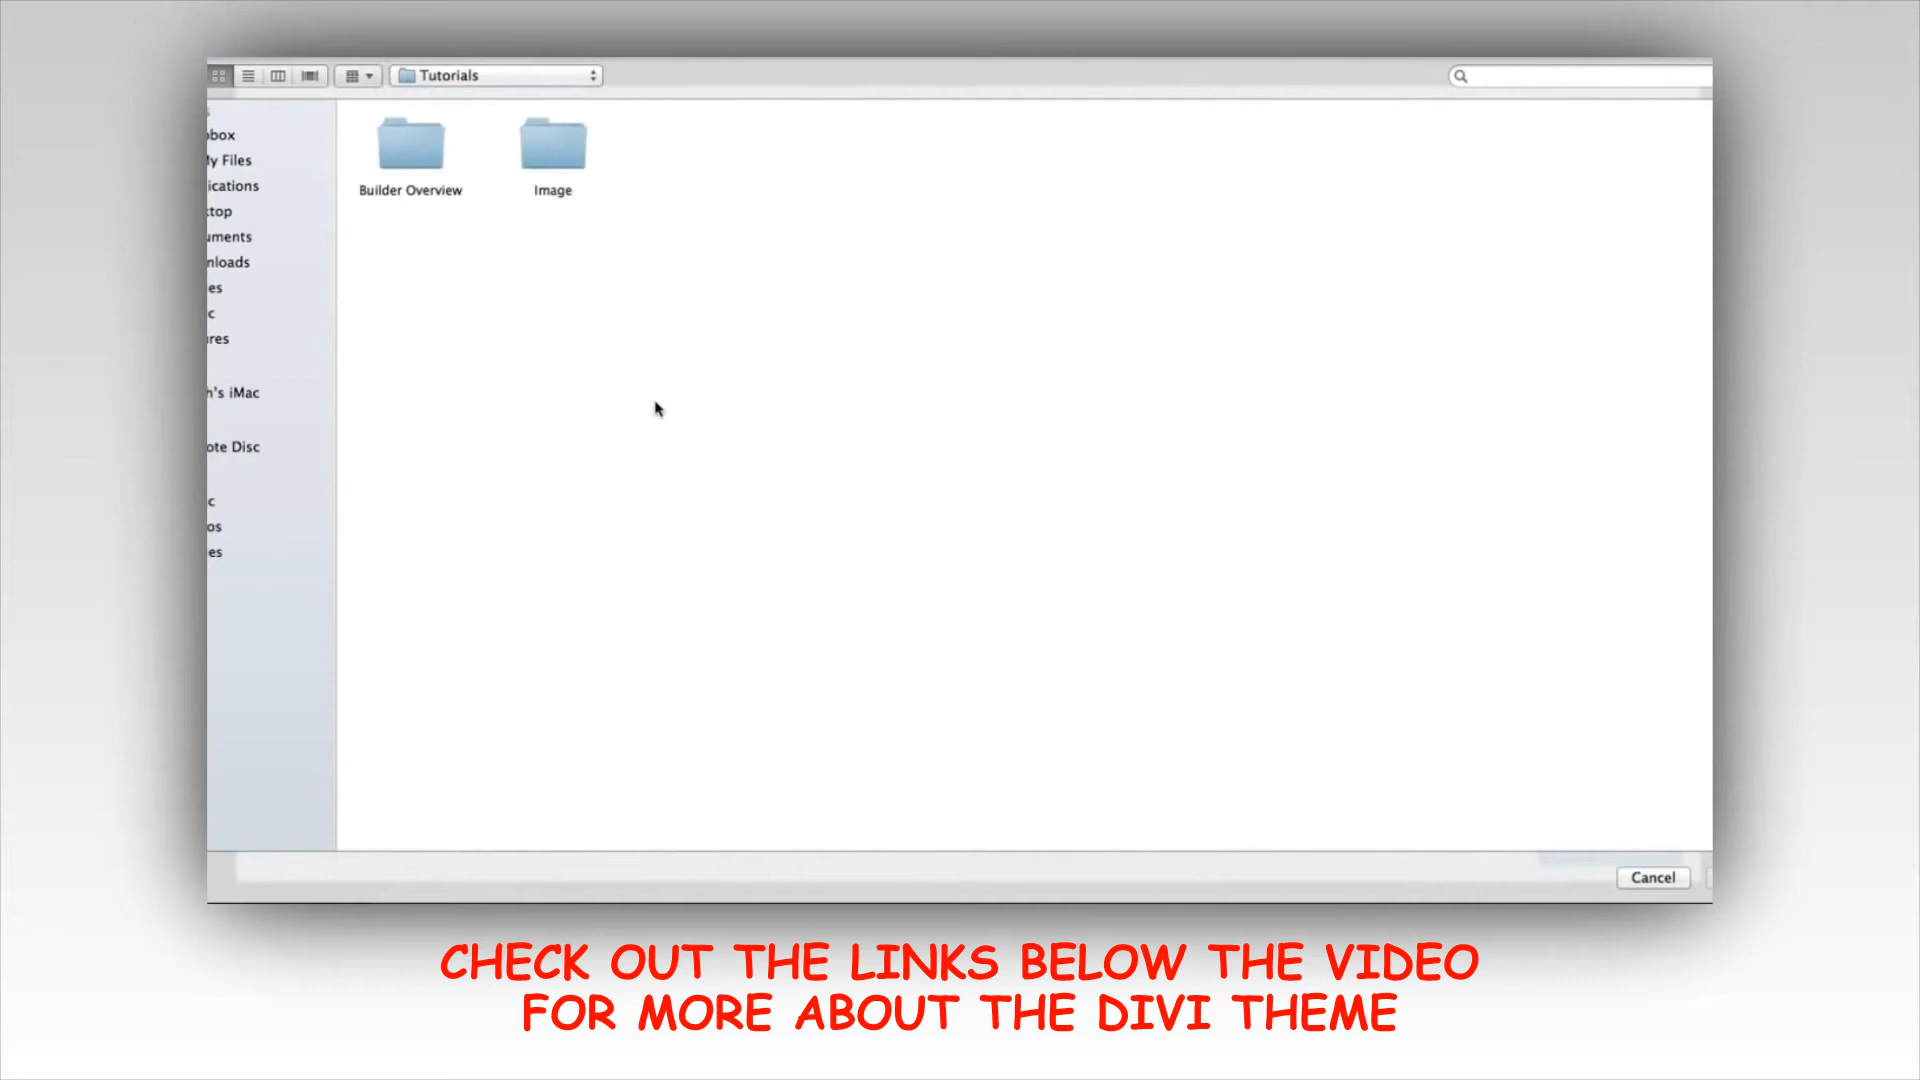 Tutorials
box
y Files
ications
top
uments
nloads
es
c
res
h's iMac
ote Disc
c
os
es
Builder Overview
Image
Cancel
CHECK OUT THE LINKS BELOW THE VIDEO
FOR MORE ABOUT THE DIVI THEME